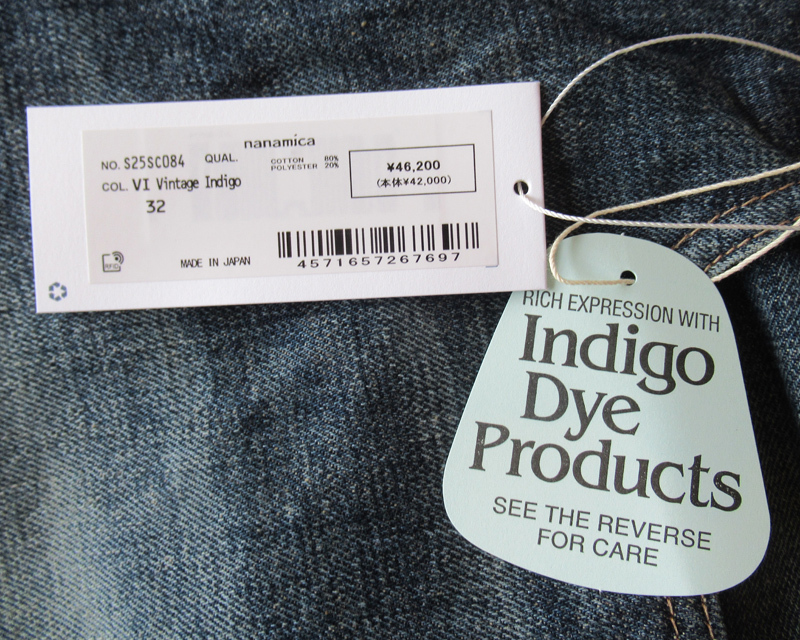 nanamica
NO. S25SC084 QUAL. COTTON 80%
POLYESTER 20%
COL. VI Vintage Indigo
32
¥46,200
(本体¥42,000)
MADE IN JAPAN
4571657267697
RFID
RICH EXPRESSION WITH
Indigo
Dye
Products
SEE THE REVERSE
FOR CARE